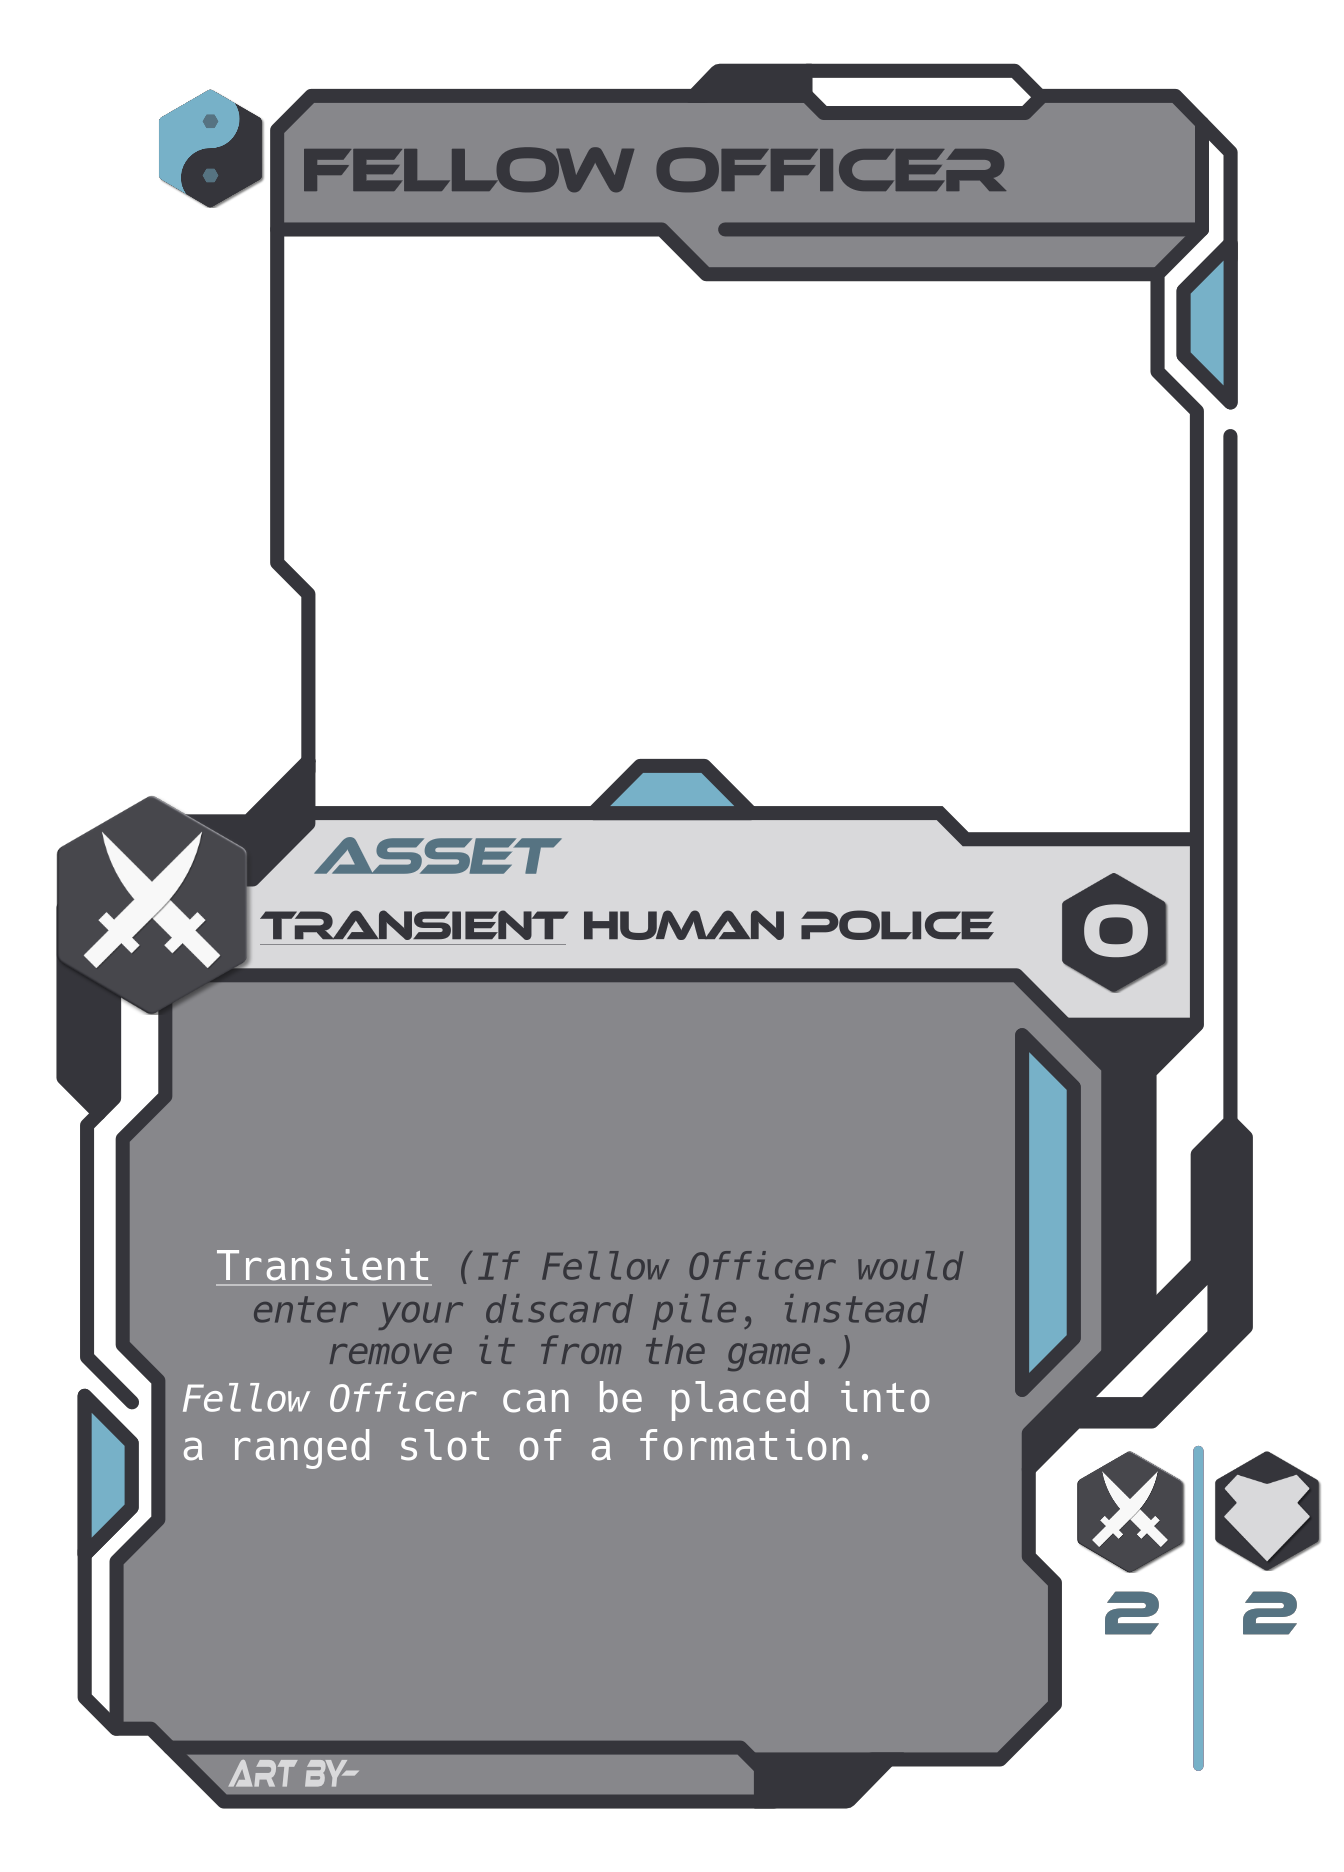 FELLOW OFFICER
ASSET
TRANSIENT HUMAN POLICE
0
Transient (If Fellow Officer would
enter your discard pile, instead
remove it from the game.)
Fellow Officer can be placed into
a ranged slot of a formation.
2 2
ART BY-